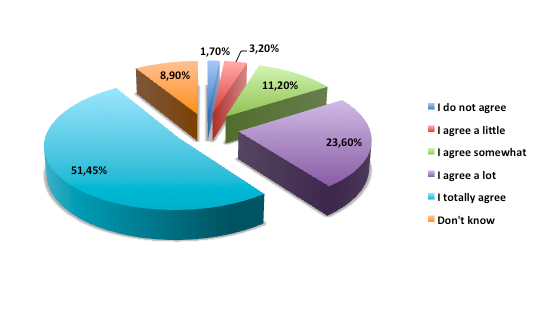 1,70%
3,20%
8,90%
11,20%
23,60%
51,45%
I do not agree
I agree a little
I agree somewhat
I agree a lot
I totally agree
Don't know